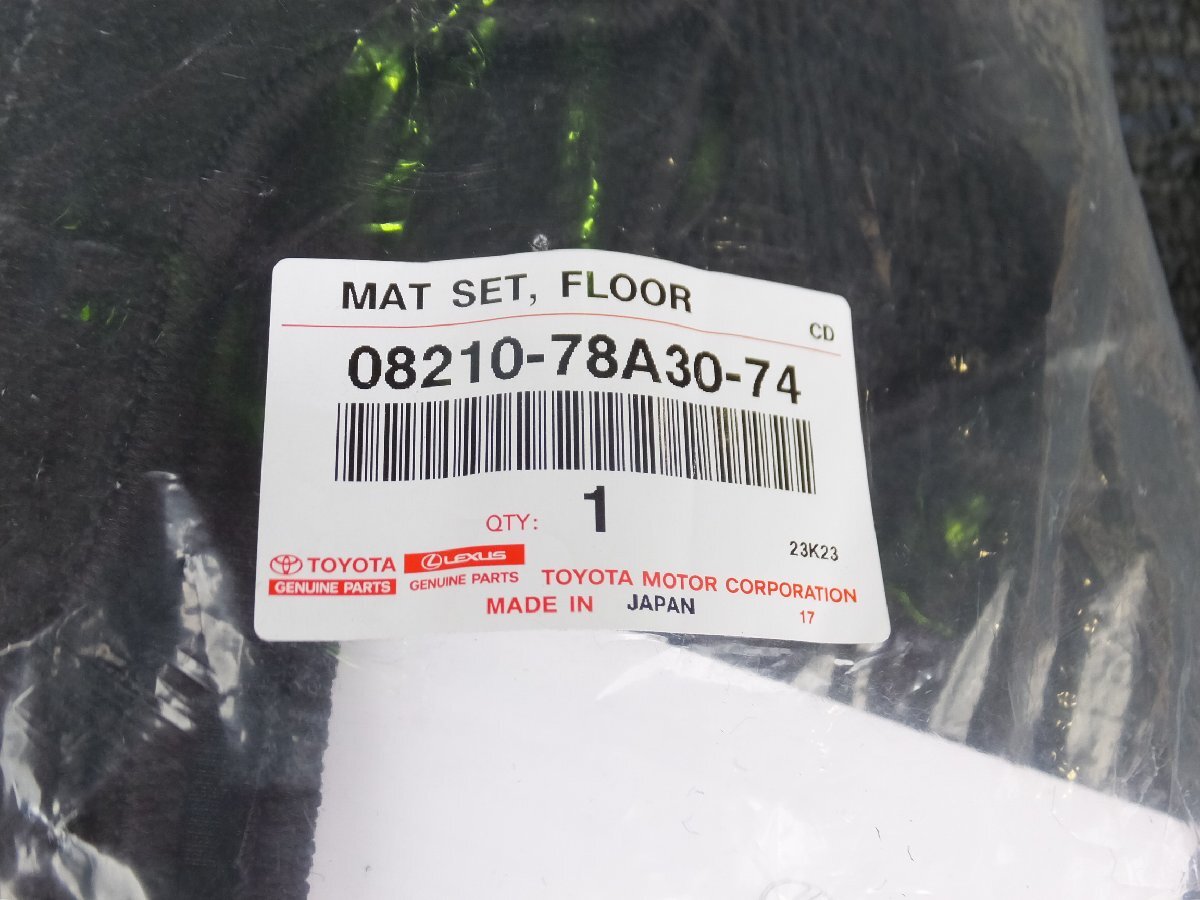 MAT SET, FLOOR
CD
08210-78A30-74
QTY: 1
23K23
TOYOTA LEXUS
GENUINE PARTS GENUINE PARTS TOYOTA MOTOR CORPORATION
MADE IN JAPAN 17